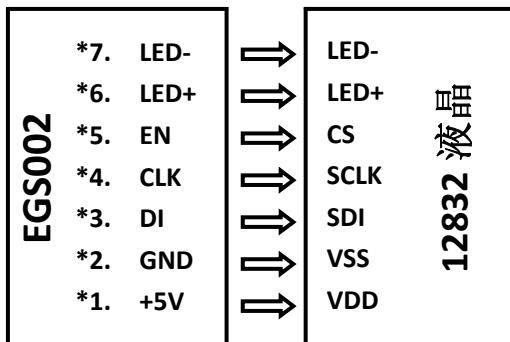 EGS002
*7. LED- LED-
*6. LED+ LED+
*5. EN CS
*4. CLK SCLK
*3. DI SDI
*2. GND VSS
*1. +5V VDD
12832 液晶